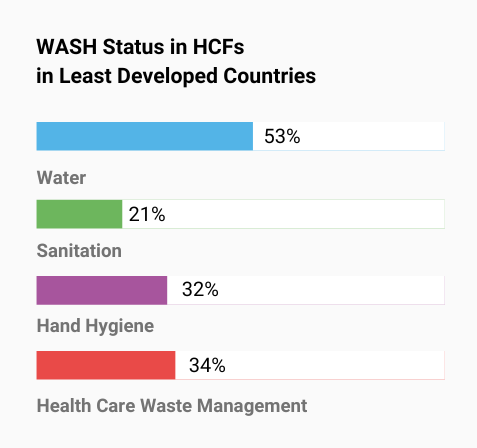 WASH Status in HCFs
in Least Developed Countries
53%
Water
21%
Sanitation
32%
Hand Hygiene
34%
Health Care Waste Management